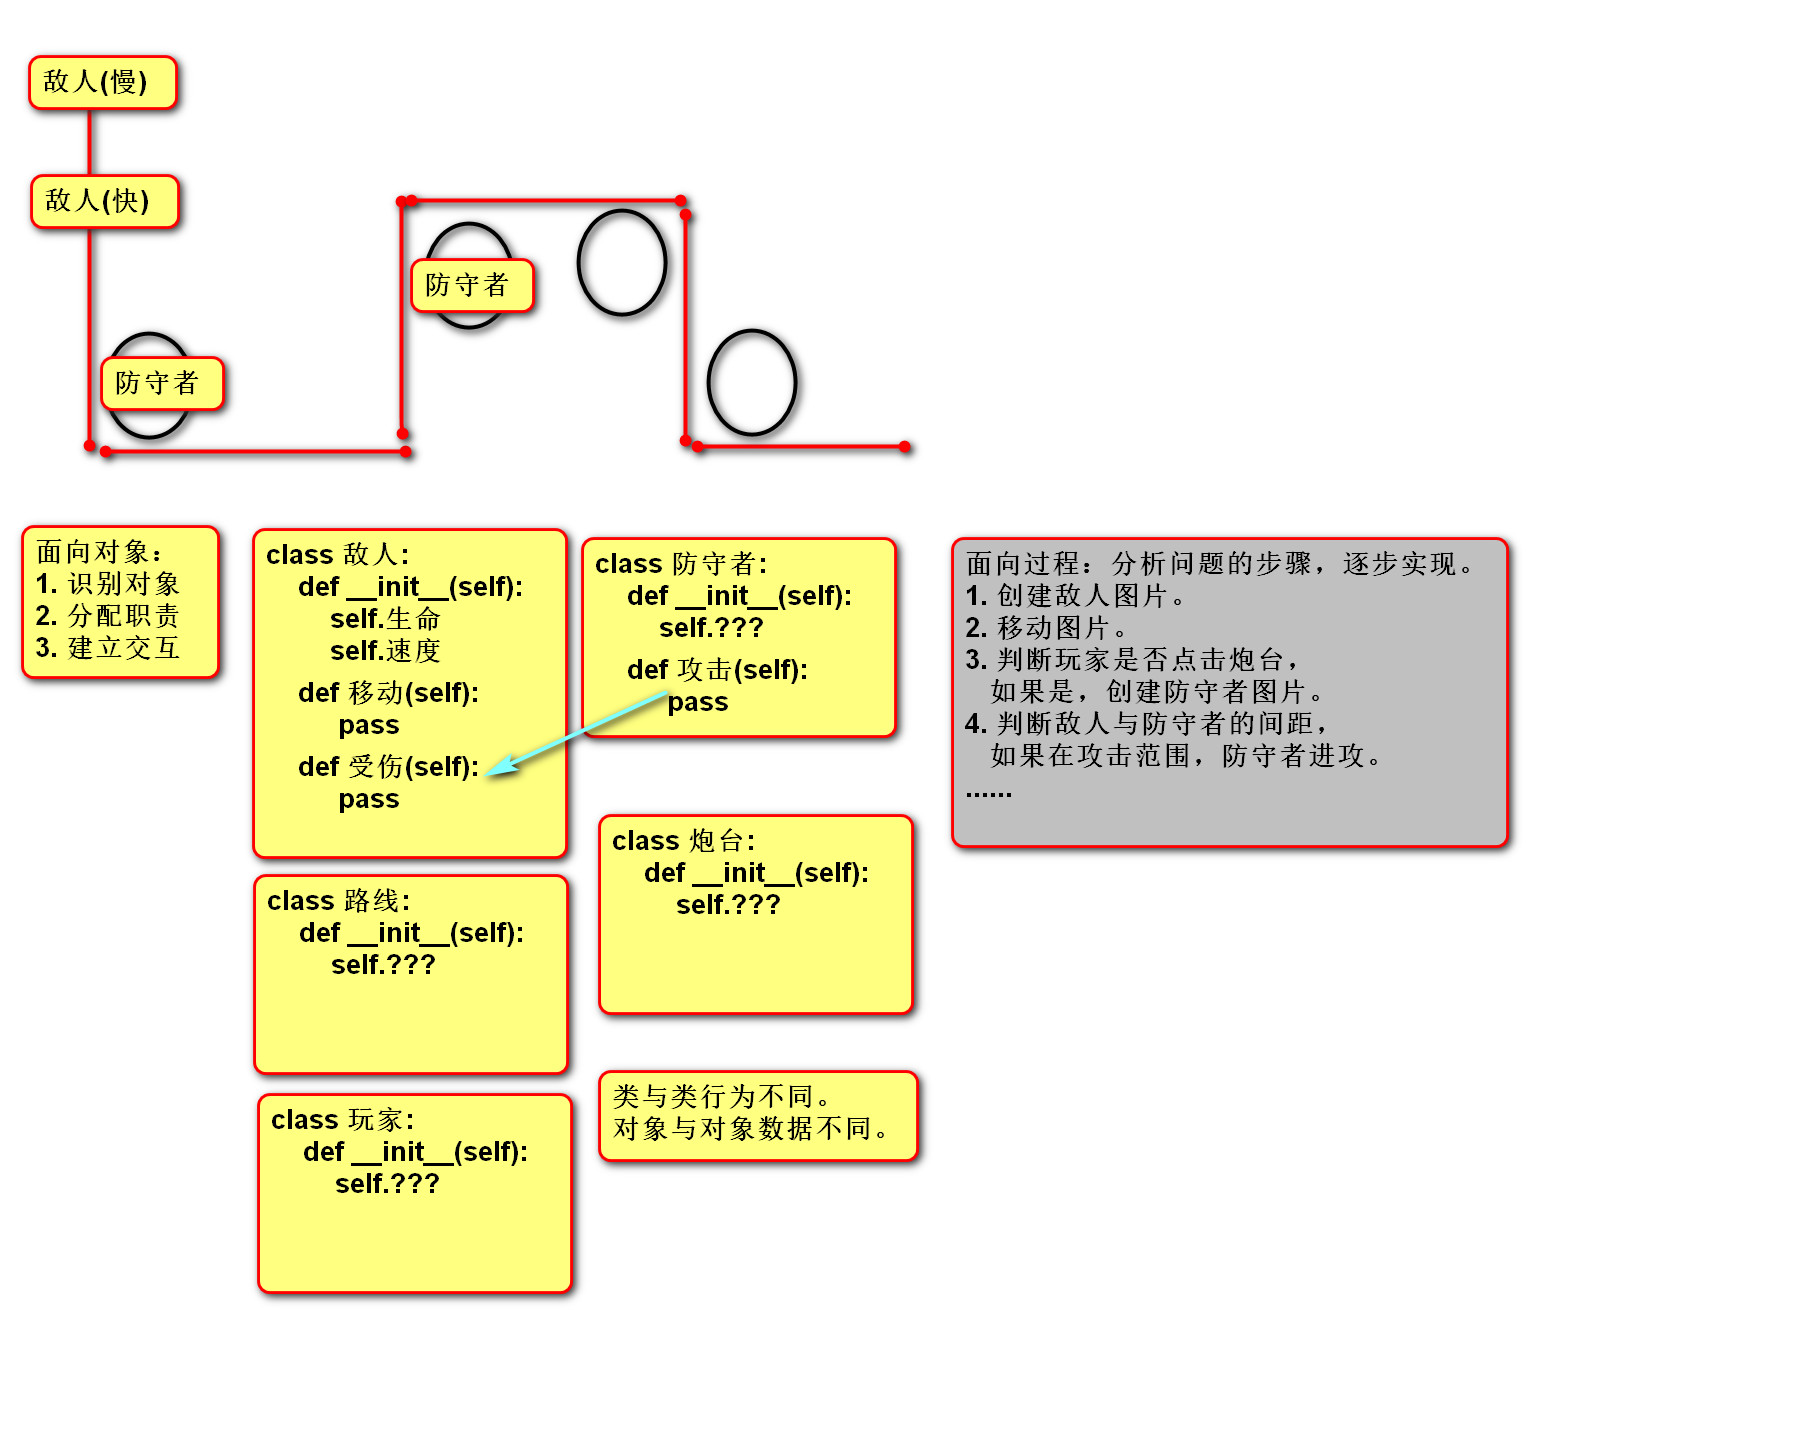 敌人(慢)
敌人(快)
防守者
防守者
面向对象：
1. 识别对象
2. 分配职责
3. 建立交互
class 敌人:
def __init__(self):
self.生命
self.速度
def 移动(self):
pass
def 受伤(self):
pass
class 防守者:
def __init__(self):
self.???
def 攻击(self):
pass
面向过程：分析问题的步骤，逐步实现。
1. 创建敌人图片。
2. 移动图片。
3. 判断玩家是否点击炮台，
如果是，创建防守者图片。
4. 判断敌人与防守者的间距，
如果在攻击范围，防守者进攻。
......
class 炮台:
def __init__(self):
self.???
class 路线:
def __init__(self):
self.???
类与类行为不同。
对象与对象数据不同。
class 玩家:
def __init__(self):
self.???